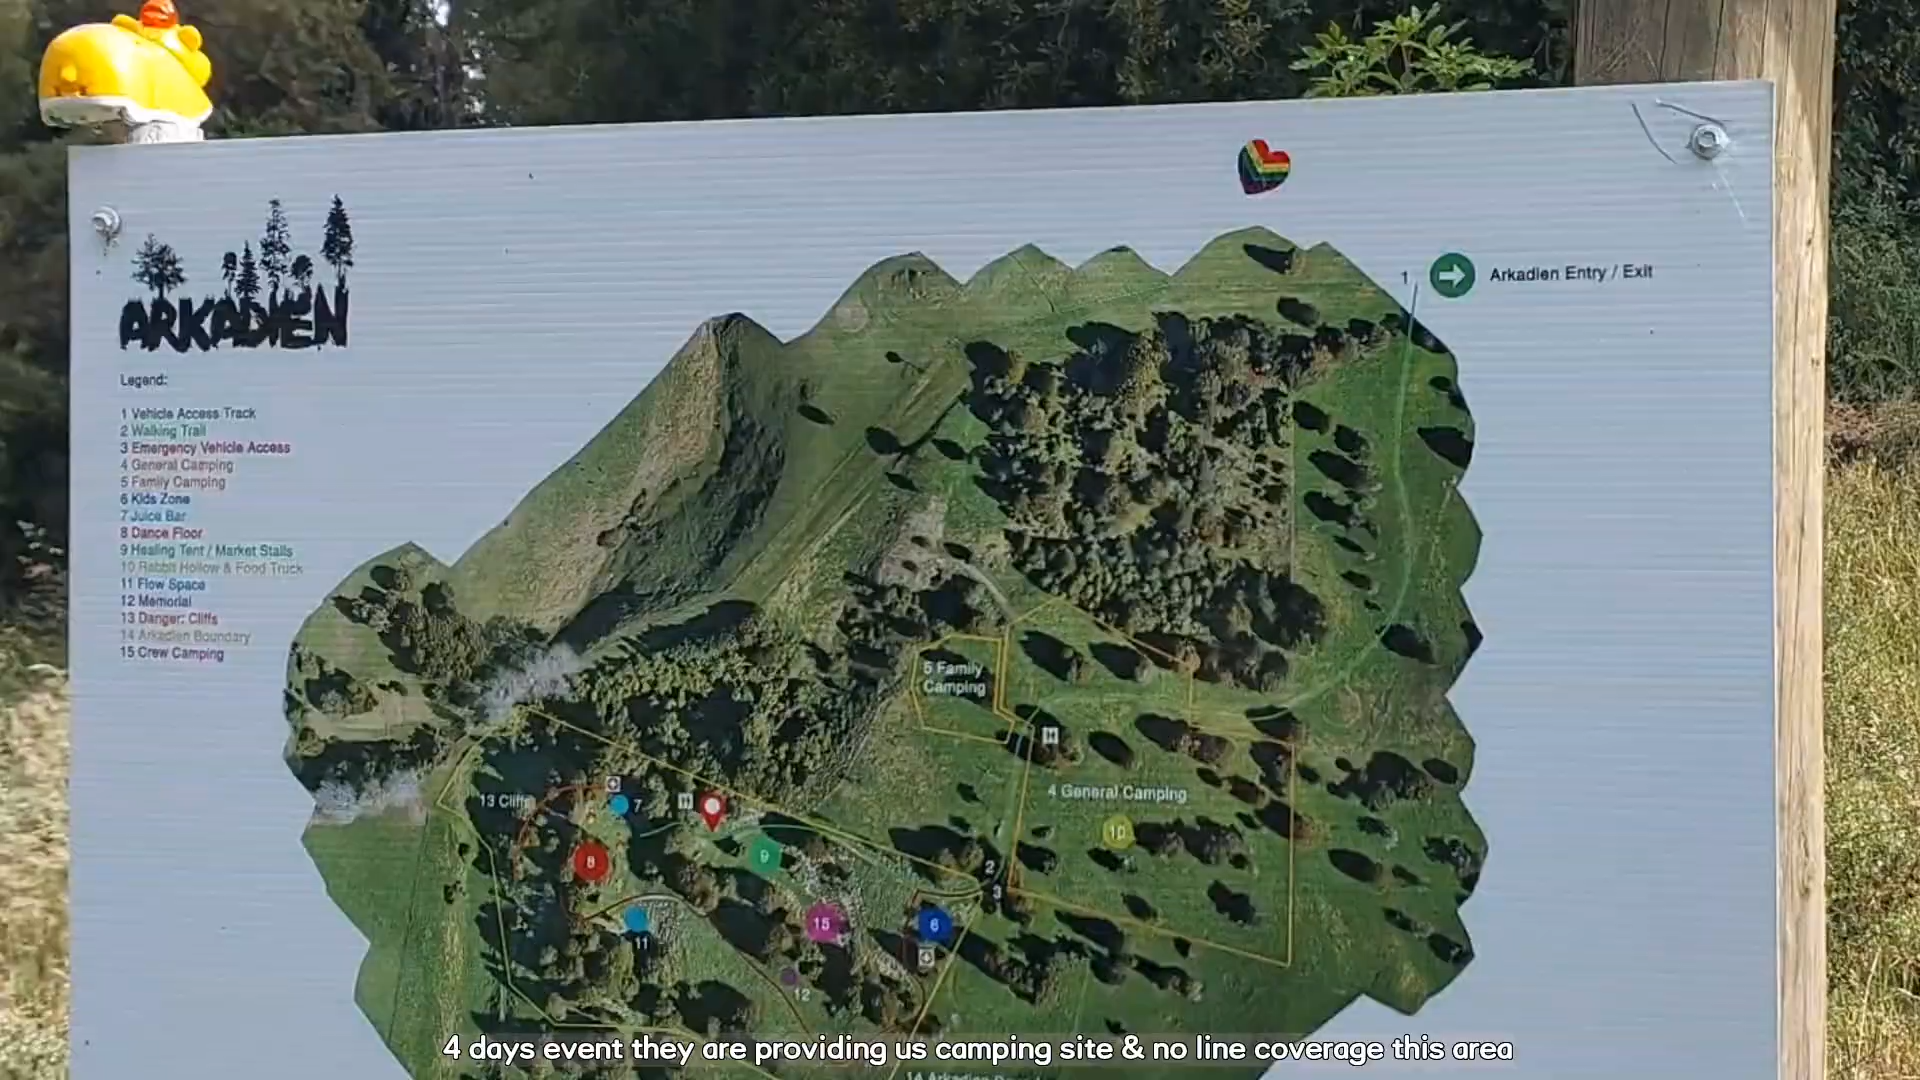 ARKADIEN
Legend:
1 Vehicle Access Track
2 Walking Trail
3 Emergency Vehicle Access
4 General Camping
5 Family Camping
6 Kids Zone
7 Juice Bar
8 Dance Floor
9 Healing Tent / Market Stalls
10 Rabbit Hollow & Food Truck
11 Flow Space
12 Memorial
13 Danger: Cliffs
14 Arkadien Boundary
15 Crew Camping
1
Arkadien Entry / Exit
5 Family
Camping
4 General Camping
10
13 Cliffs
7
8
9
2
3
15
6
11
12
4 days event they are providing us camping site & no line coverage this area
14 Arkadien